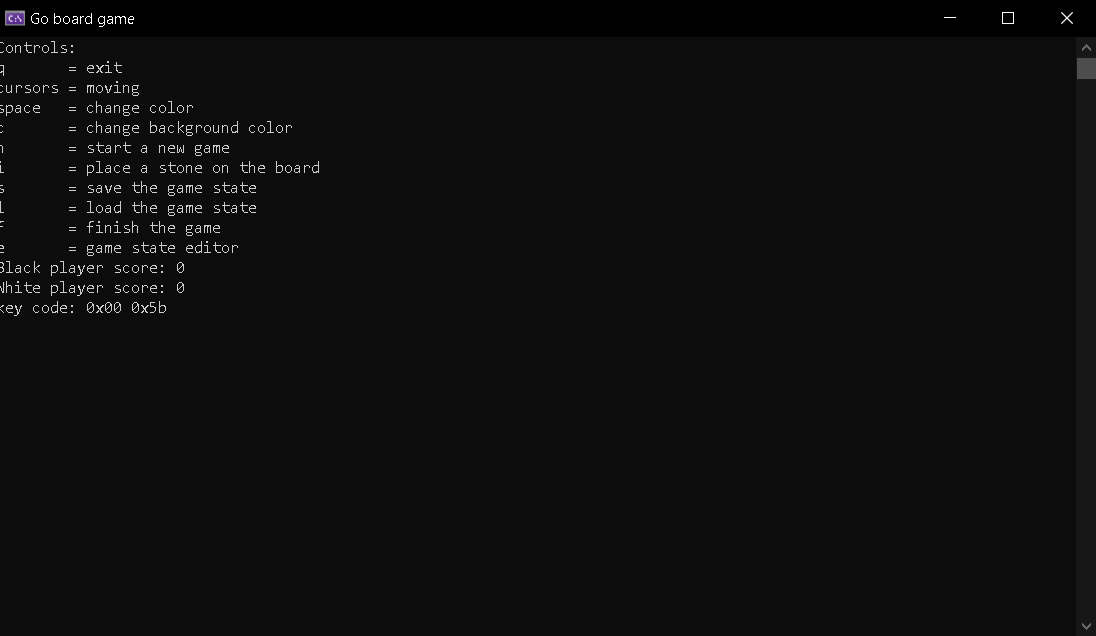 Go board game
Controls:
q = exit
cursors = moving
space = change color
c = change background color
n = start a new game
i = place a stone on the board
s = save the game state
l = load the game state
f = finish the game
e = game state editor
Black player score: 0
White player score: 0
key code: 0x00 0x5b